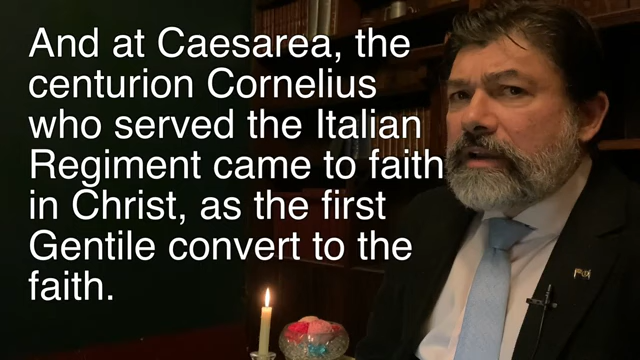 And at Caesarea, the
centurion Cornelius
who served the Italian
Regiment came to faith
in Christ, as the first
Gentile convert to the
faith.